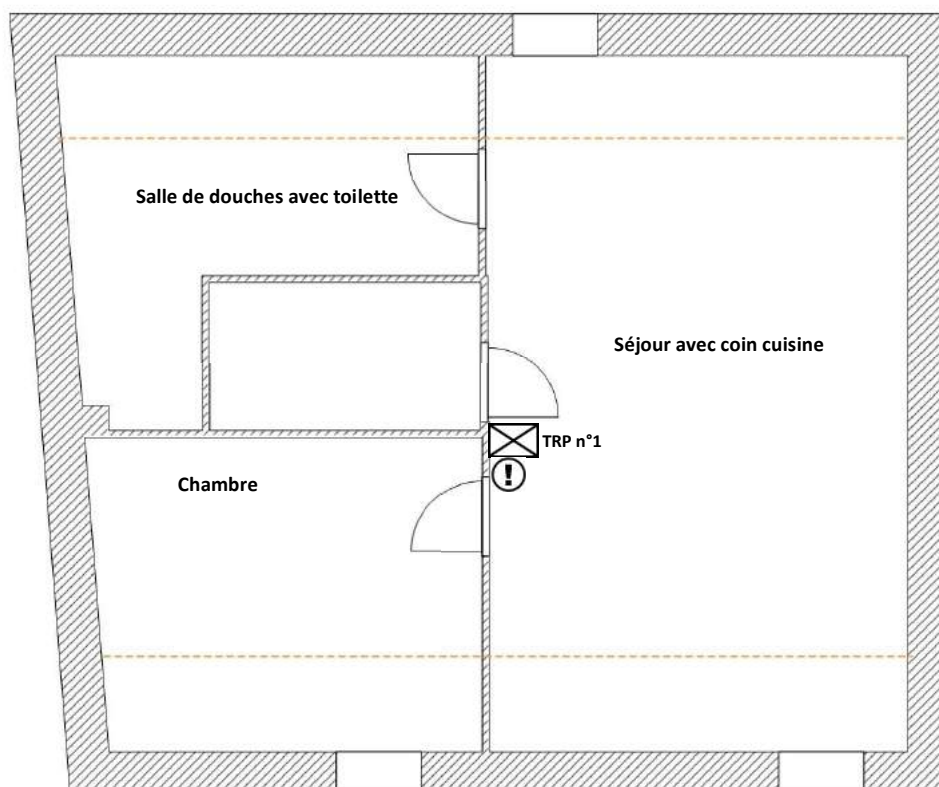 Salle de douches avec toilette
Séjour avec coin cuisine
TRP n°1
!
Chambre